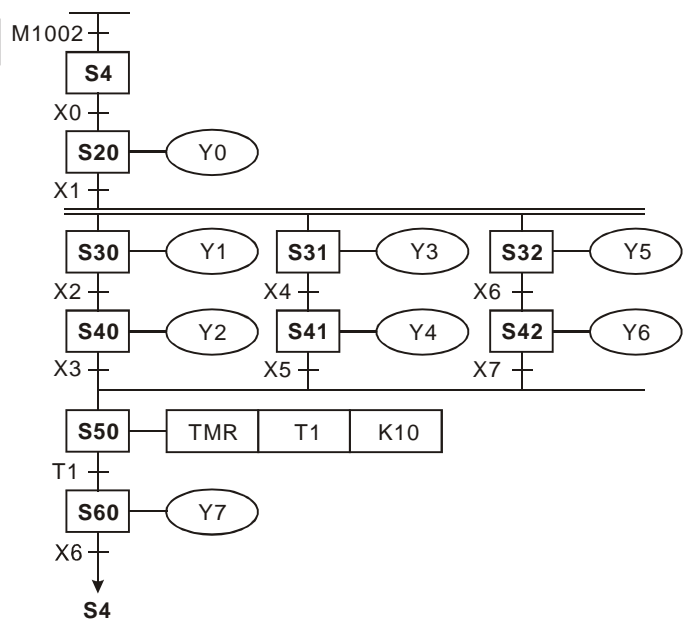 M1002
S4
X0
S20 Y0
X1
S30 Y1 S31 Y3 S32 Y5
X2 X4 X6
S40 Y2 S41 Y4 S42 Y6
X3 X5 X7
S50 TMR T1 K10
T1
S60 Y7
X6
S4